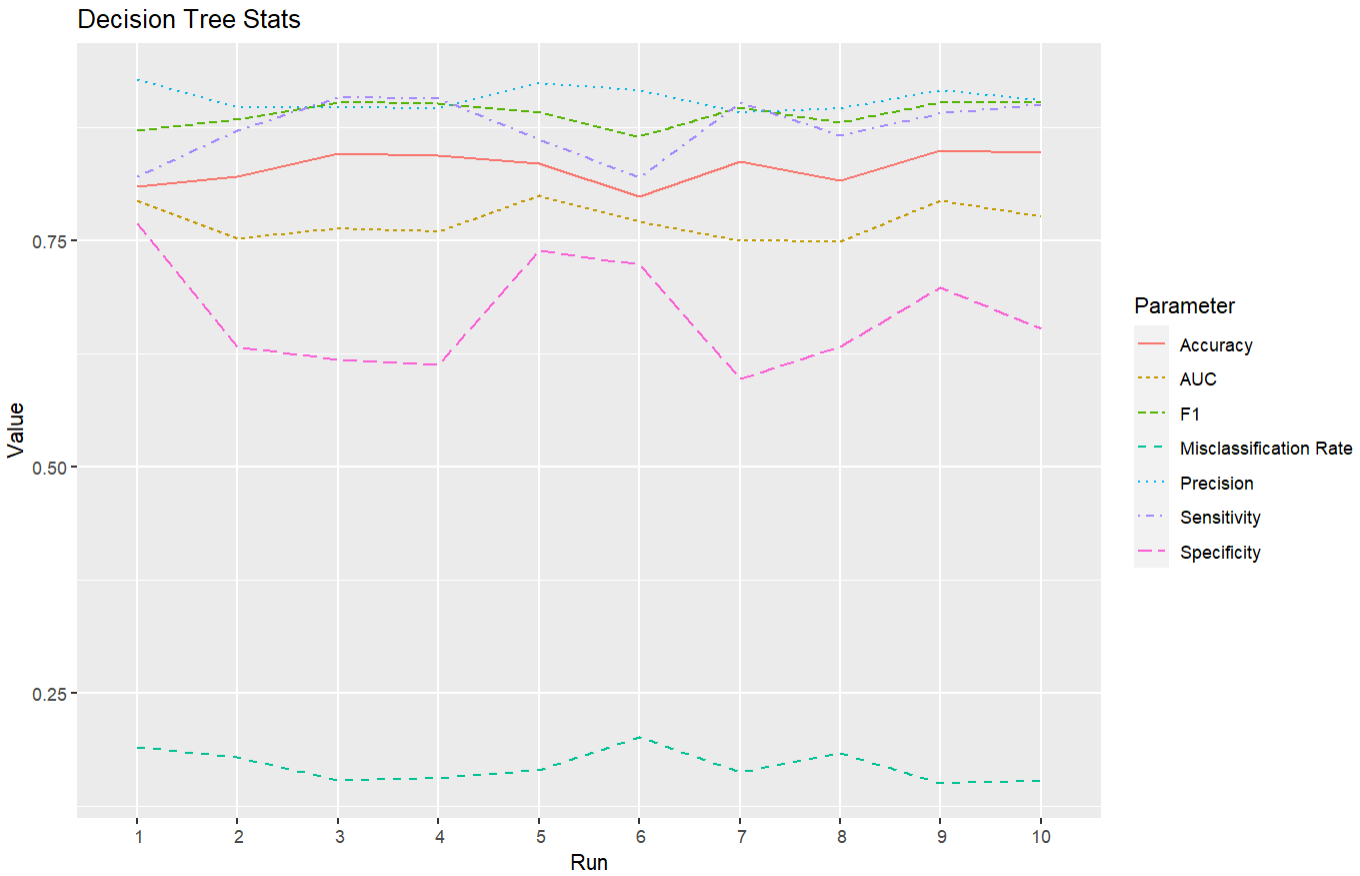 Decision Tree Stats
Value
0.75
0.50
0.25
1 2 3 4 5 6 7 8 9 10
Run
Parameter
Accuracy
AUC
F1
Misclassification Rate
Precision
Sensitivity
Specificity